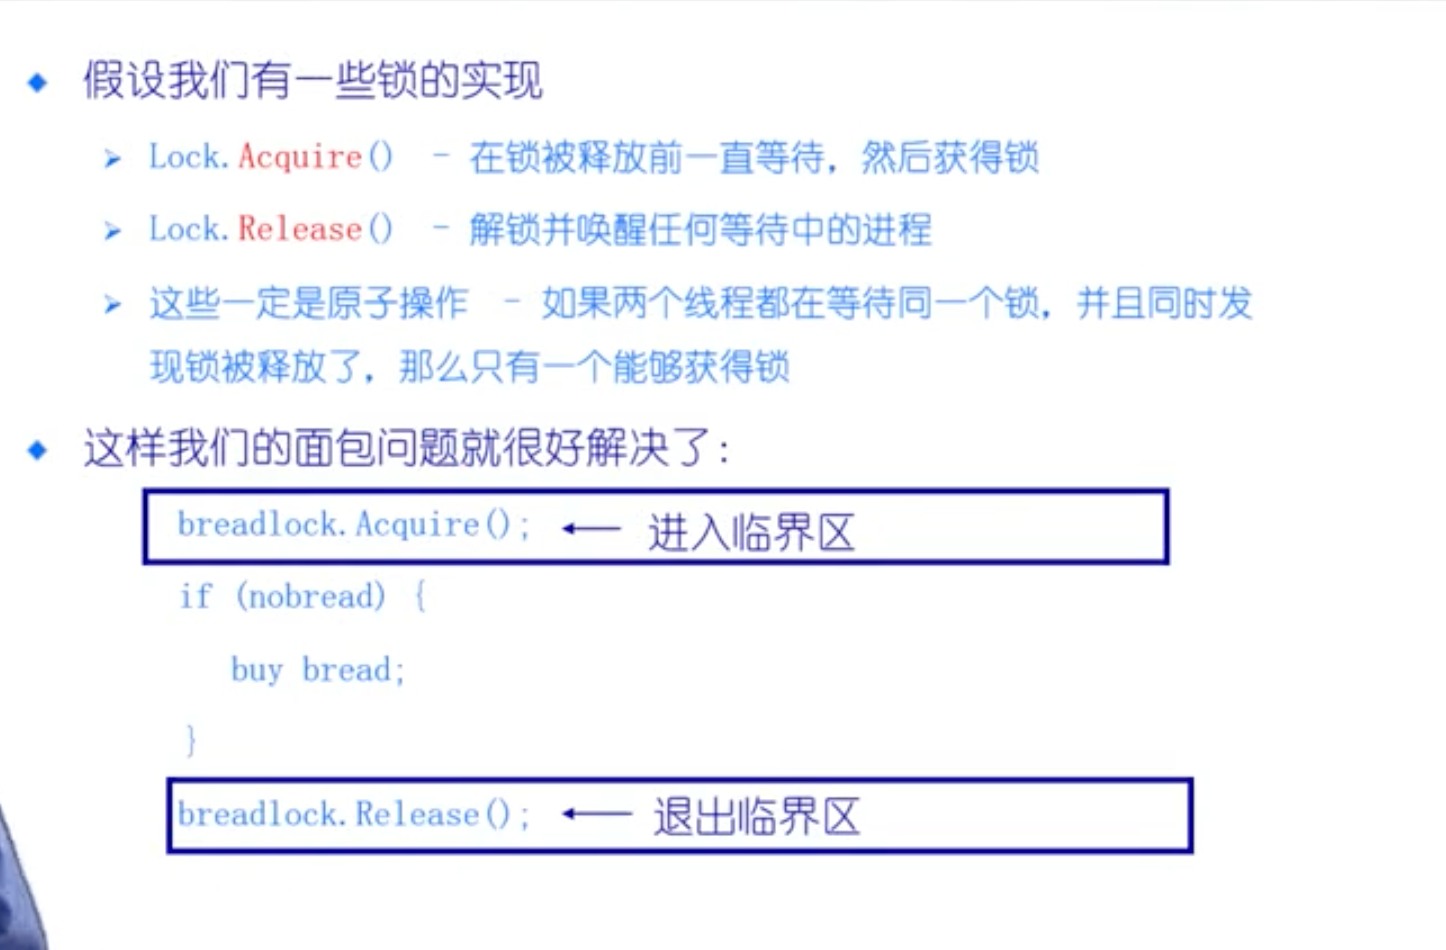 假设我们有一些锁的实现
Lock.Acquire() - 在锁被释放前一直等待，然后获得锁
Lock.Release() - 解锁并唤醒任何等待中的进程
这些一定是原子操作 - 如果两个线程都在等待同一个锁，并且同时发
现锁被释放了，那么只有一个能够获得锁
这样我们的面包问题就很好解决了：
breadlock.Acquire(); ← 进入临界区
if (nobread) {
buy bread;
}
breadlock.Release(); ← 退出临界区